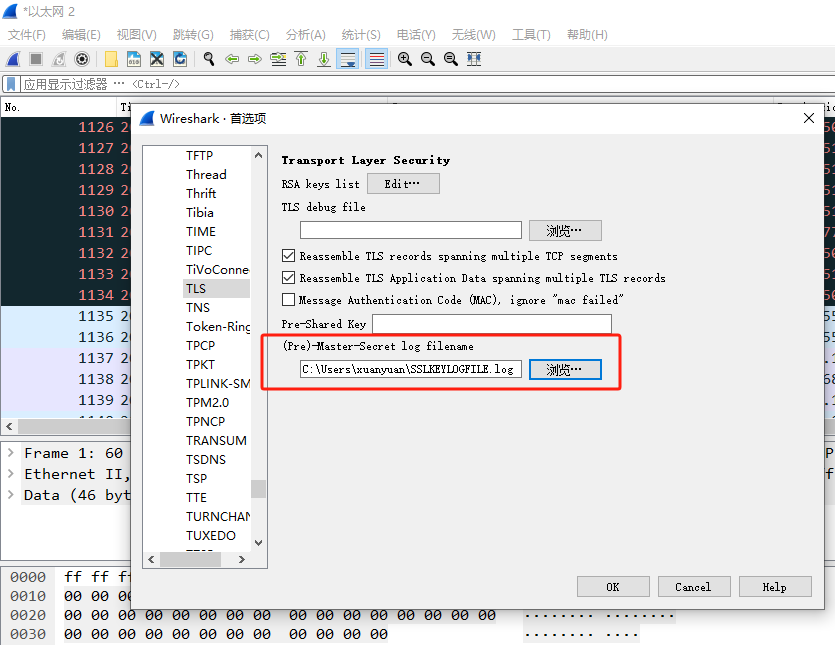 *以太网 2
文件(F) 编辑(E) 视图(V) 跳转(G) 捕获(C) 分析(A) 统计(S) 电话(Y) 无线(W) 工具(T) 帮助(H)
应用显示过滤器 … <Ctrl-/>
No.
1126
1127
1128
1129
1130
1131
1132
1133
1134
1135
1136
1137
1138
1139
Wireshark · 首选项
TFTP
Thread
Thrift
Tibia
TIME
TIPC
TiVoConne
TLS
TNS
Token-Ring
TPCP
TPKT
TPLINK-SM
TPM2.0
TPNCP
TRANSUM
TSDNS
TSP
TTE
TURNCHAN
TUXEDO
Transport Layer Security
RSA keys list Edit…
TLS debug file
浏览…
Reassemble TLS records spanning multiple TCP segments
Reassemble TLS Application Data spanning multiple TLS records
Message Authentication Code (MAC), ignore "mac failed"
Pre-Shared Key
(Pre)-Master-Secret log filename
C:\Users\xuanyuan\SSLKEYLOGFILE.log 浏览…
OK Cancel Help
Frame 1: 60
Ethernet II,
Data (46 byt
0000 ff ff ff
0010 00 00 00
0020 00 00 00 00 00 00 00 00 00 00 00 00 00 00 00 00 ········ ········
0030 00 00 00 00 00 00 00 00 00 00 00 00 ········ ····